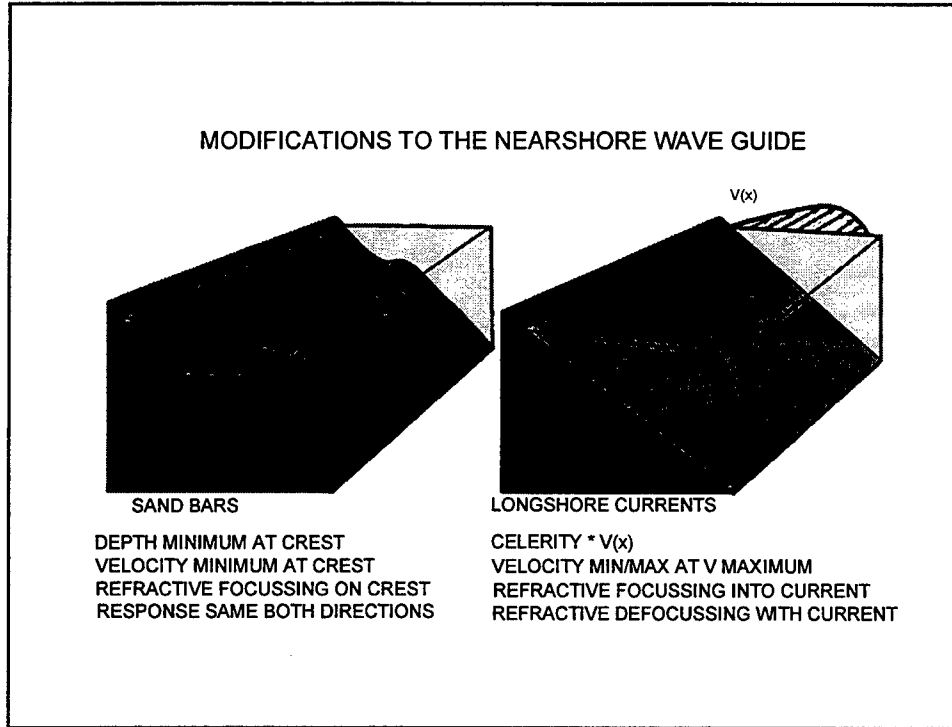 MODIFICATIONS TO THE NEARSHORE WAVE GUIDE
V(x)
SAND BARS
DEPTH MINIMUM AT CREST
VELOCITY MINIMUM AT CREST
REFRACTIVE FOCUSSING ON CREST
RESPONSE SAME BOTH DIRECTIONS
LONGSHORE CURRENTS
CELERITY * V(x)
VELOCITY MIN/MAX AT V MAXIMUM
REFRACTIVE FOCUSSING INTO CURRENT
REFRACTIVE DEFOCUSSING WITH CURRENT